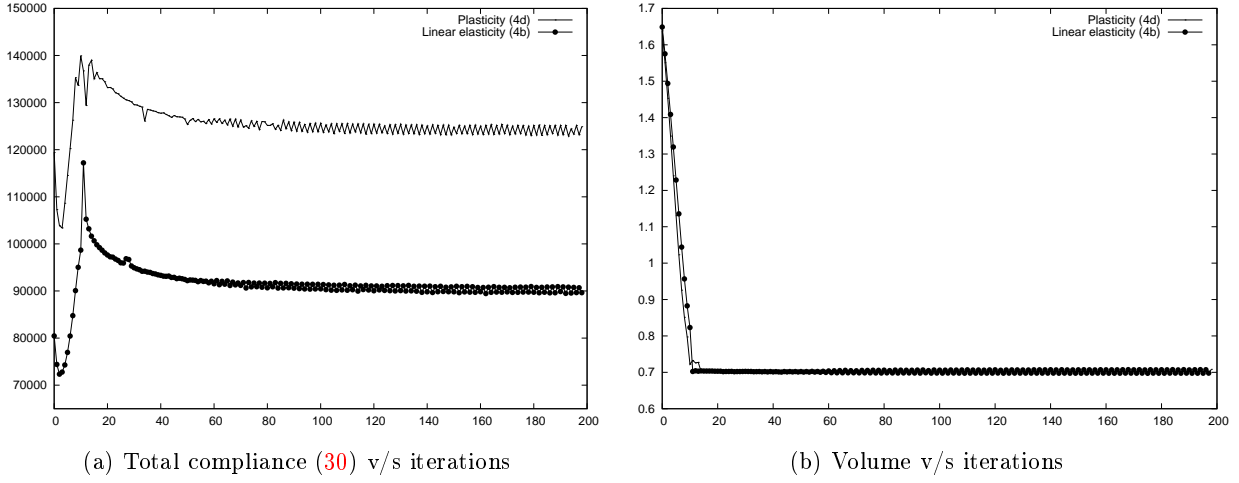 150000
140000
130000
120000
110000
100000
90000
80000
70000
0 20 40 60 80 100 120 140 160 180 200
Plasticity (4d)
Linear elasticity (4b)
(a) Total compliance (30) v/s iterations
1.7
1.6
1.5
1.4
1.3
1.2
1.1
1
0.9
0.8
0.7
0.6
0 20 40 60 80 100 120 140 160 180 200
Plasticity (4d)
Linear elasticity (4b)
(b) Volume v/s iterations